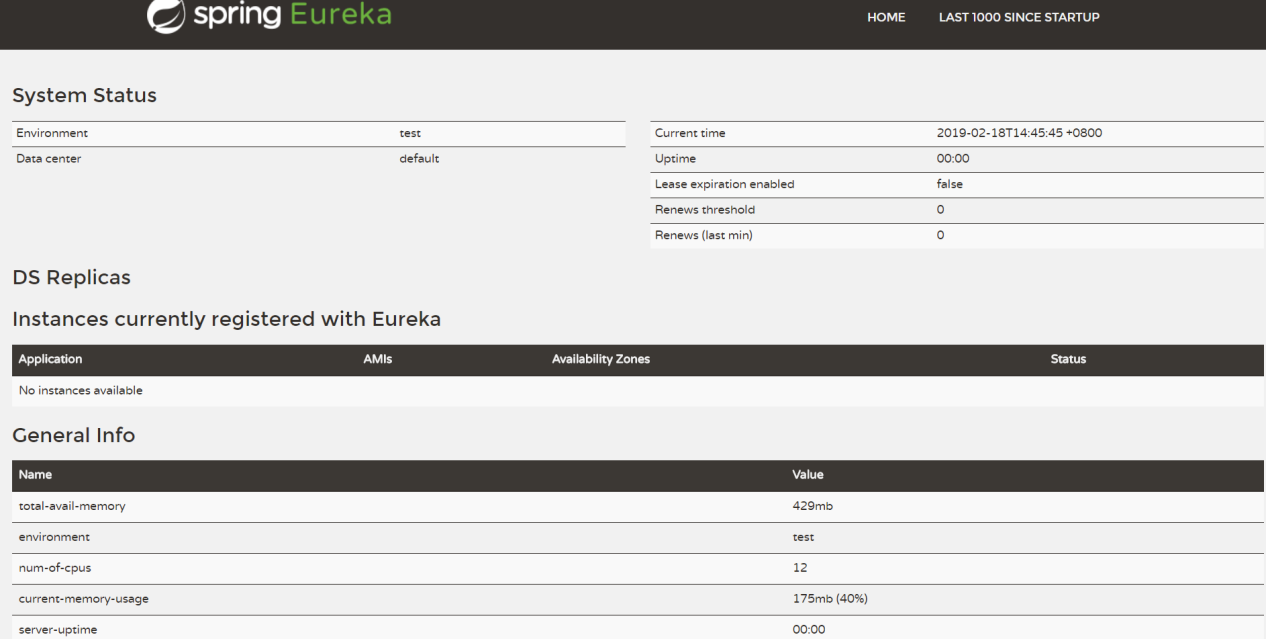 spring Eureka HOME LAST 1000 SINCE STARTUP
System Status
Environment test
Data center default
Current time 2019-02-18T14:45:45 +0800
Uptime 00:00
Lease expiration enabled false
Renews threshold 0
Renews (last min) 0
DS Replicas
Instances currently registered with Eureka
Application AMIs Availability Zones Status
No instances available
General Info
Name Value
total-avail-memory 429mb
environment test
num-of-cpus 12
current-memory-usage 175mb (40%)
server-uptime 00:00